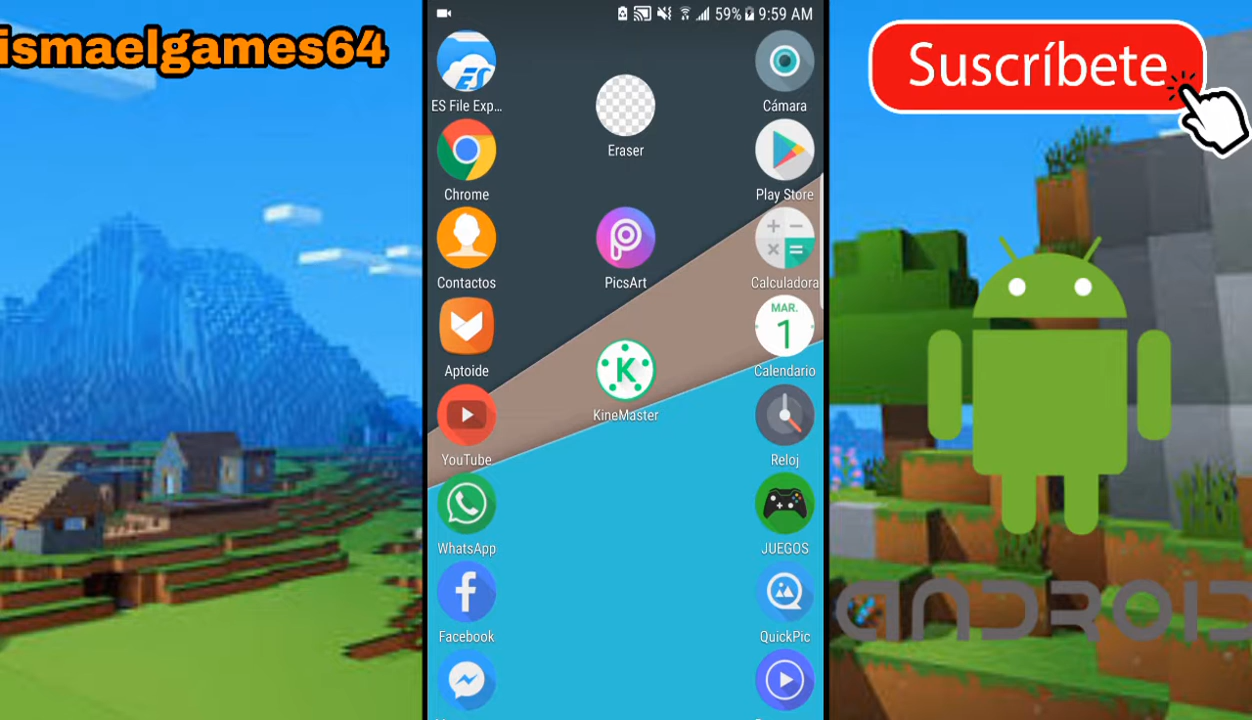 ismaelgames64
Suscríbete
59% 9:59 AM
ES File Exp...
Eraser
Cámara
Chrome
Play Store
Contactos
PicsArt
Calculadora
MAR.
1
Aptoide
K
KineMaster
Calendario
YouTube
Reloj
WhatsApp
JUEGOS
Facebook
QuickPic
ANDROID